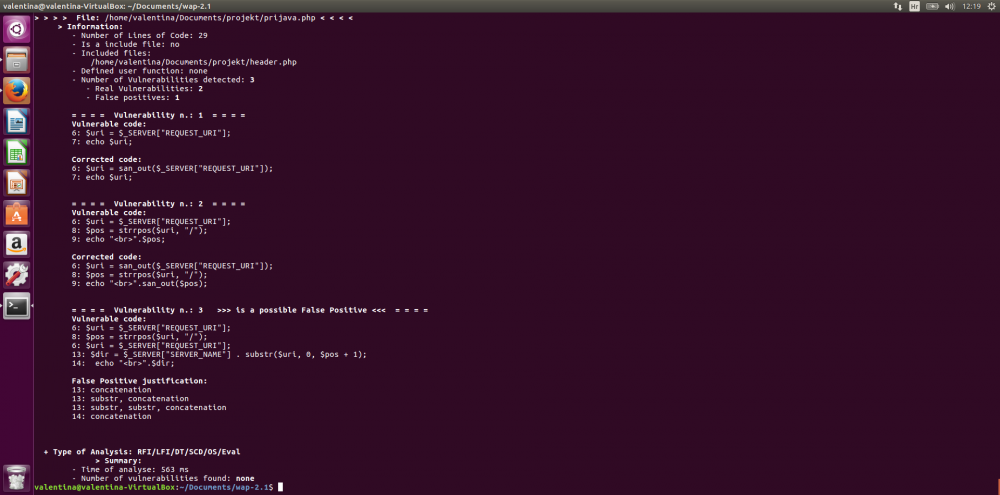 valentina@valentina-VirtualBox: ~/Documents/wap-2.1
Hr
12:19
> > > >  File: /home/valentina/Documents/projekt/prijava.php < < < <
> Information:
- Number of Lines of Code: 29
- Is a include file: no
- Included files:
/home/valentina/Documents/projekt/header.php
- Defined user function: none
- Number of Vulnerabilities detected: 3
- Real Vulnerabilities: 2
- False positives: 1
= = = =  Vulnerability n.: 1  = = = =
Vulnerable code:
6: $uri = $_SERVER["REQUEST_URI"];
7: echo $uri;
Corrected code:
6: $uri = san_out($_SERVER["REQUEST_URI"]);
7: echo $uri;
= = = =  Vulnerability n.: 2  = = = =
Vulnerable code:
6: $uri = $_SERVER["REQUEST_URI"];
8: $pos = strrpos($uri, "/");
9: echo "<br>".$pos;
Corrected code:
6: $uri = san_out($_SERVER["REQUEST_URI"]);
8: $pos = strrpos($uri, "/");
9: echo "<br>".san_out($pos);
= = = =  Vulnerability n.: 3   >>> is a possible False Positive <<<  = = = =
Vulnerable code:
6: $uri = $_SERVER["REQUEST_URI"];
8: $pos = strrpos($uri, "/");
6: $uri = $_SERVER["REQUEST_URI"];
13: $dir = $_SERVER["SERVER_NAME"] . substr($uri, 0, $pos + 1);
14:  echo "<br>".$dir;
False Positive justification:
13: concatenation
13: substr, concatenation
13: substr, substr, concatenation
14: concatenation
+ Type of Analysis: RFI/LFI/DT/SCD/OS/Eval
> Summary:
- Time of analyse: 563 ms
- Number of vulnerabilities found: none
valentina@valentina-VirtualBox:~/Documents/wap-2.1$